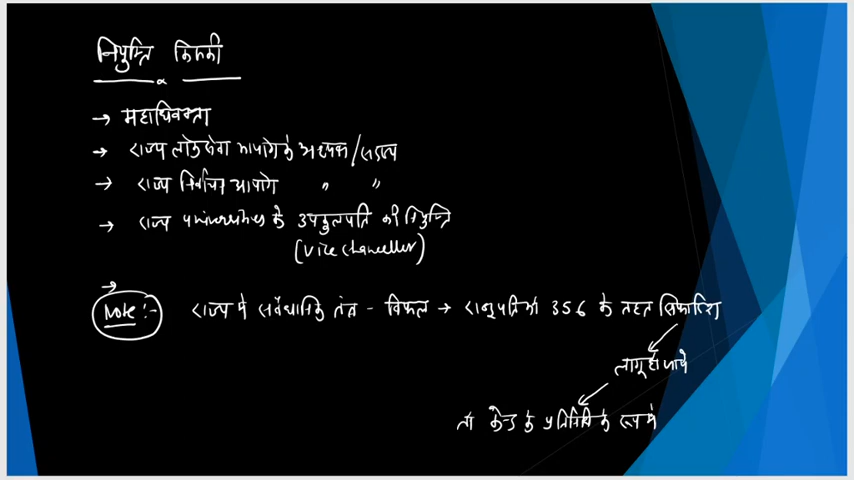 नियुक्ति किसकी
→ महाधिवक्ता
→ राज्य लोकसेवा आयोग के अध्यक्ष/सदस्य
→ राज्य निर्वाचन आयोग " "
→ राज्य universities के उपकुलपति की नियुक्ति
(Vice chancellor)
→
Note:- राज्य में संवैधानिक तंत्र - विफल → राष्ट्रपति को 356 के तहत सिफारिश
लागू हो जाये
तो केन्द्र के प्रतिनिधि के रूप में